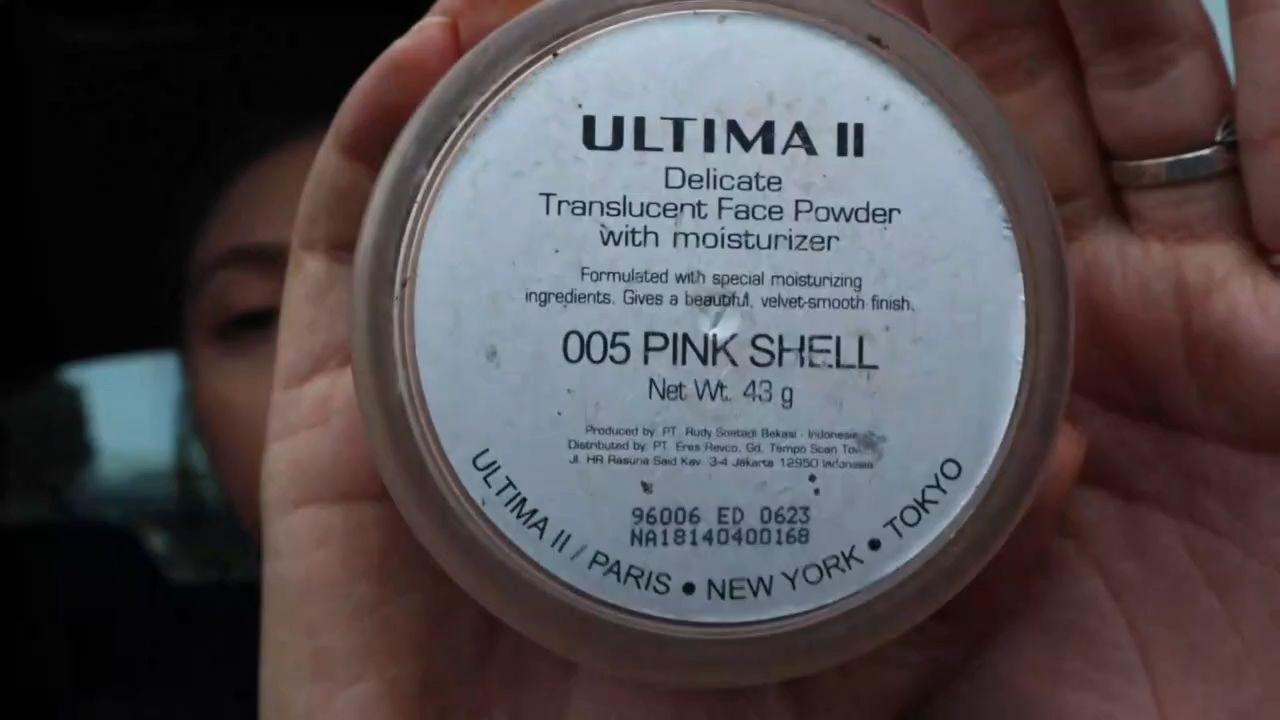 ULTIMA II
Delicate
Translucent Face Powder
with moisturizer
Formulated with special moisturizing
ingredients. Gives a beautiful, velvet-smooth finish.
005 PINK SHELL
Net Wt. 43 g
Produced by: PT. Rudy Soetadi Bekasi - Indonesia
Distributed by: PT. Eres Revco, Gd. Tempo Scan
Jl. HR Rasuna Said Kav. 3-4 Jakarta 12950 Indonesia
96006 ED 0623
NA18140400168
ULTIMA II / PARIS • NEW YORK • TOKYO